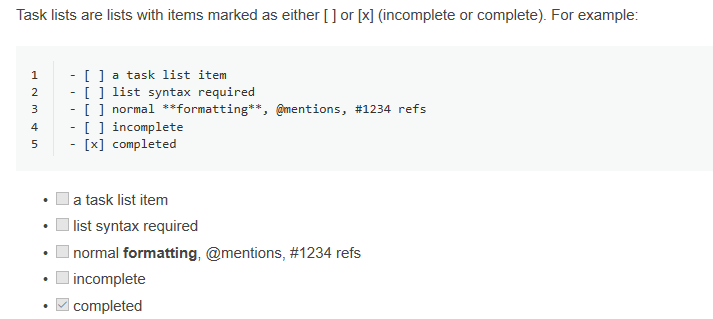 Task lists are lists with items marked as either [ ] or [x] (incomplete or complete). For example:
1 - [ ] a task list item
2 - [ ] list syntax required
3 - [ ] normal **formatting**, @mentions, #1234 refs
4 - [ ] incomplete
5 - [x] completed
• a task list item
• list syntax required
• normal formatting, @mentions, #1234 refs
• incomplete
• completed